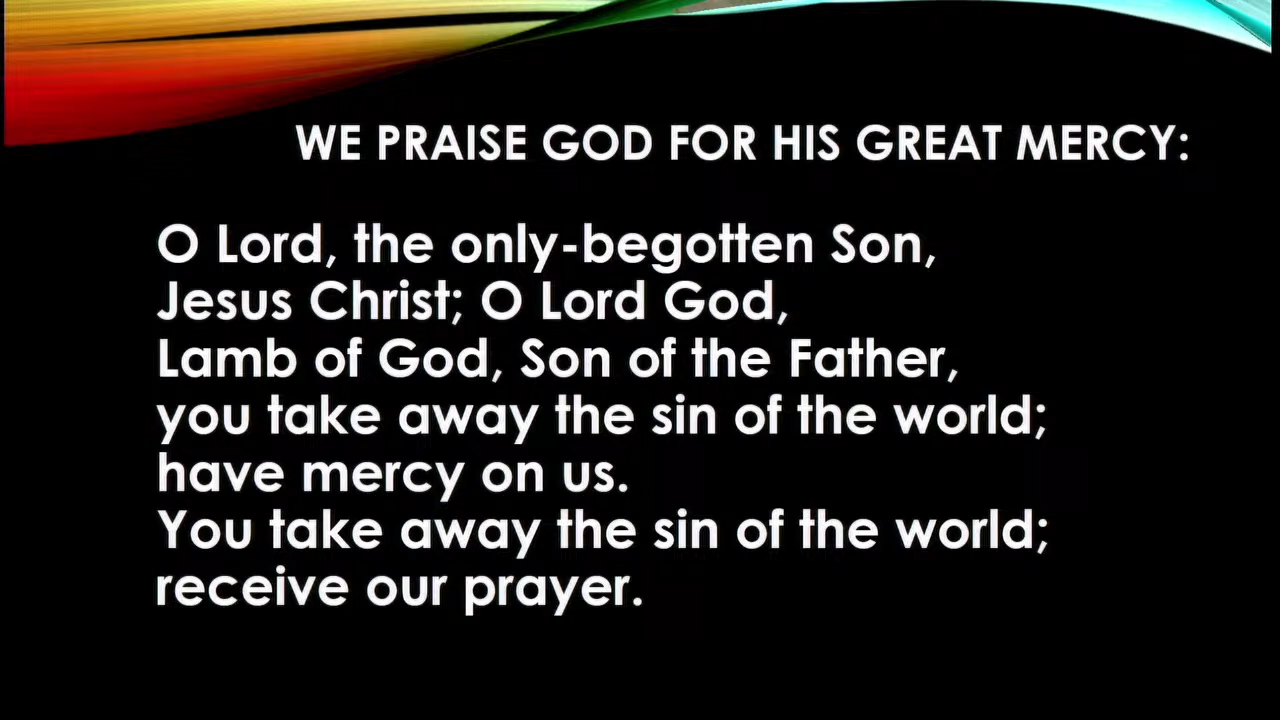 WE PRAISE GOD FOR HIS GREAT MERCY:
O Lord, the only-begotten Son,
Jesus Christ; O Lord God,
Lamb of God, Son of the Father,
you take away the sin of the world;
have mercy on us.
You take away the sin of the world;
receive our prayer.